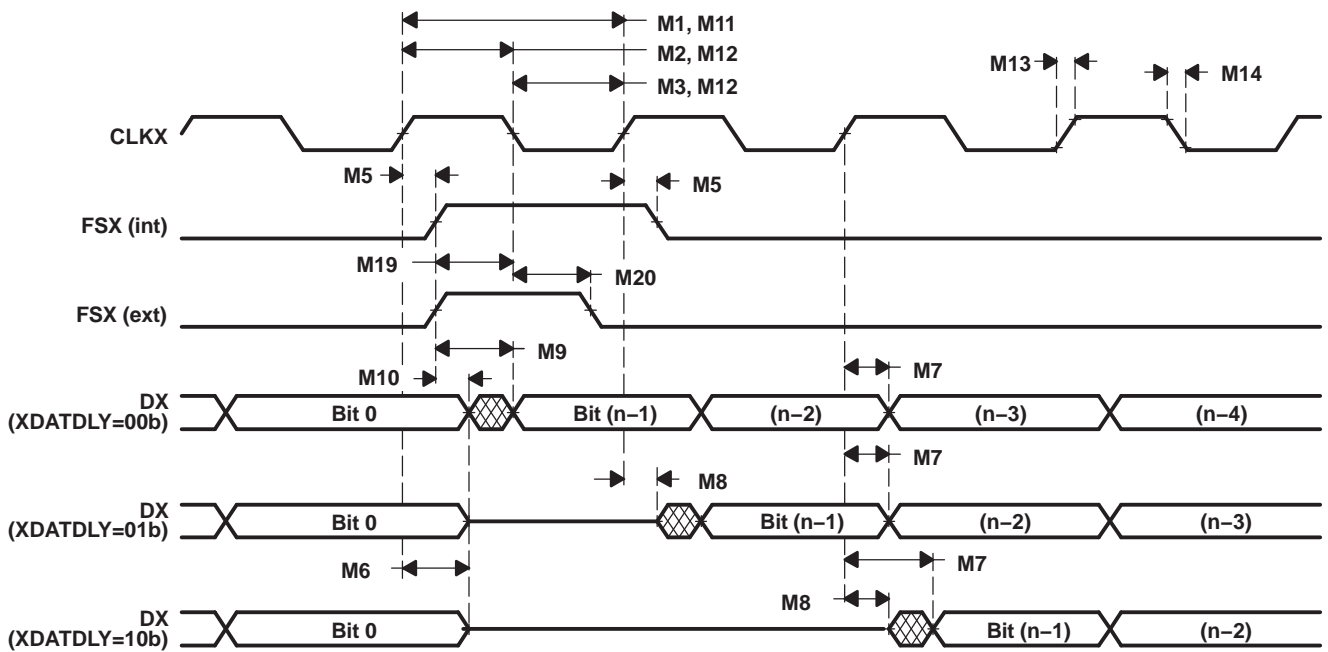 M1, M11
M2, M12
M3, M12
M13
M14
CLKX
M5
M5
FSX (int)
M19
M20
FSX (ext)
M9
M10
M7
DX
(XDATDLY=00b)
Bit 0
Bit (n–1)
(n–2)
(n–3)
(n–4)
M7
M8
DX
(XDATDLY=01b)
Bit 0
Bit (n–1)
(n–2)
(n–3)
M6
M7
M8
DX
(XDATDLY=10b)
Bit 0
Bit (n–1)
(n–2)